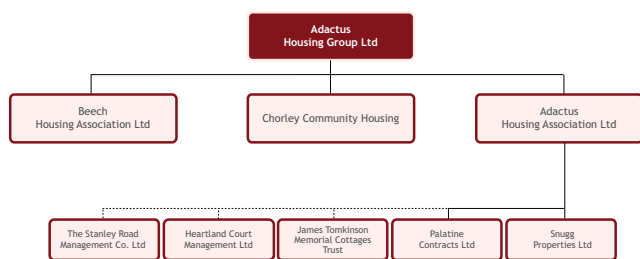 Adactus
Housing Group Ltd
Beech
Housing Association Ltd
Chorley Community Housing
Adactus
Housing Association Ltd
The Stanley Road
Management Co. Ltd
Heartland Court
Management Ltd
James Tomkinson
Memorial Cottages
Trust
Palatine
Contracts Ltd
Snugg
Properties Ltd